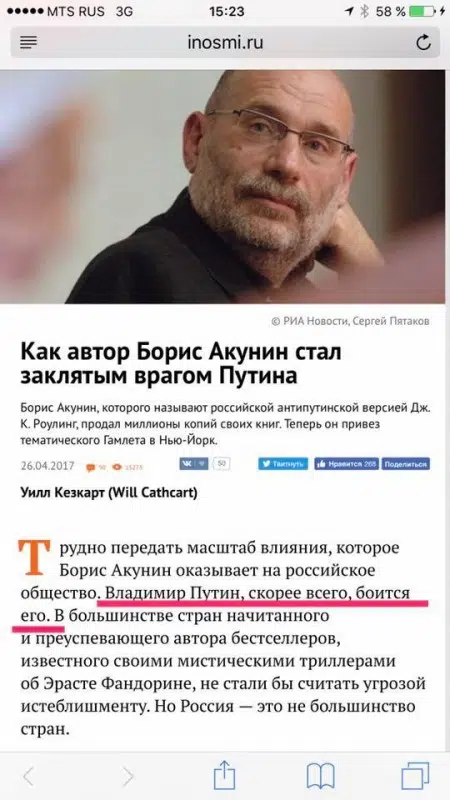 MTS RUS 3G 15:23 58 %
inosmi.ru
© РИА Новости, Сергей Пятаков
Как автор Борис Акунин стал
заклятым врагом Путина
Борис Акунин, которого называют российской антипутинской версией Дж.
К. Роулинг, продал миллионы копий своих книг. Теперь он привез
тематического Гамлета в Нью-Йорк.
26.04.2017 50 Твитнуть Нравится 265 Поделиться
Уилл Кезкарт (Will Cathcart)
Трудно передать масштаб влияния, которое
Борис Акунин оказывает на российское
общество. Владимир Путин, скорее всего, боится
его. В большинстве стран начитанного
и преуспевающего автора бестселлеров,
известного своими мистическими триллерами
об Эрасте Фандорине, не стали бы считать угрозой
истеблишменту. Но Россия — это не большинство
стран.